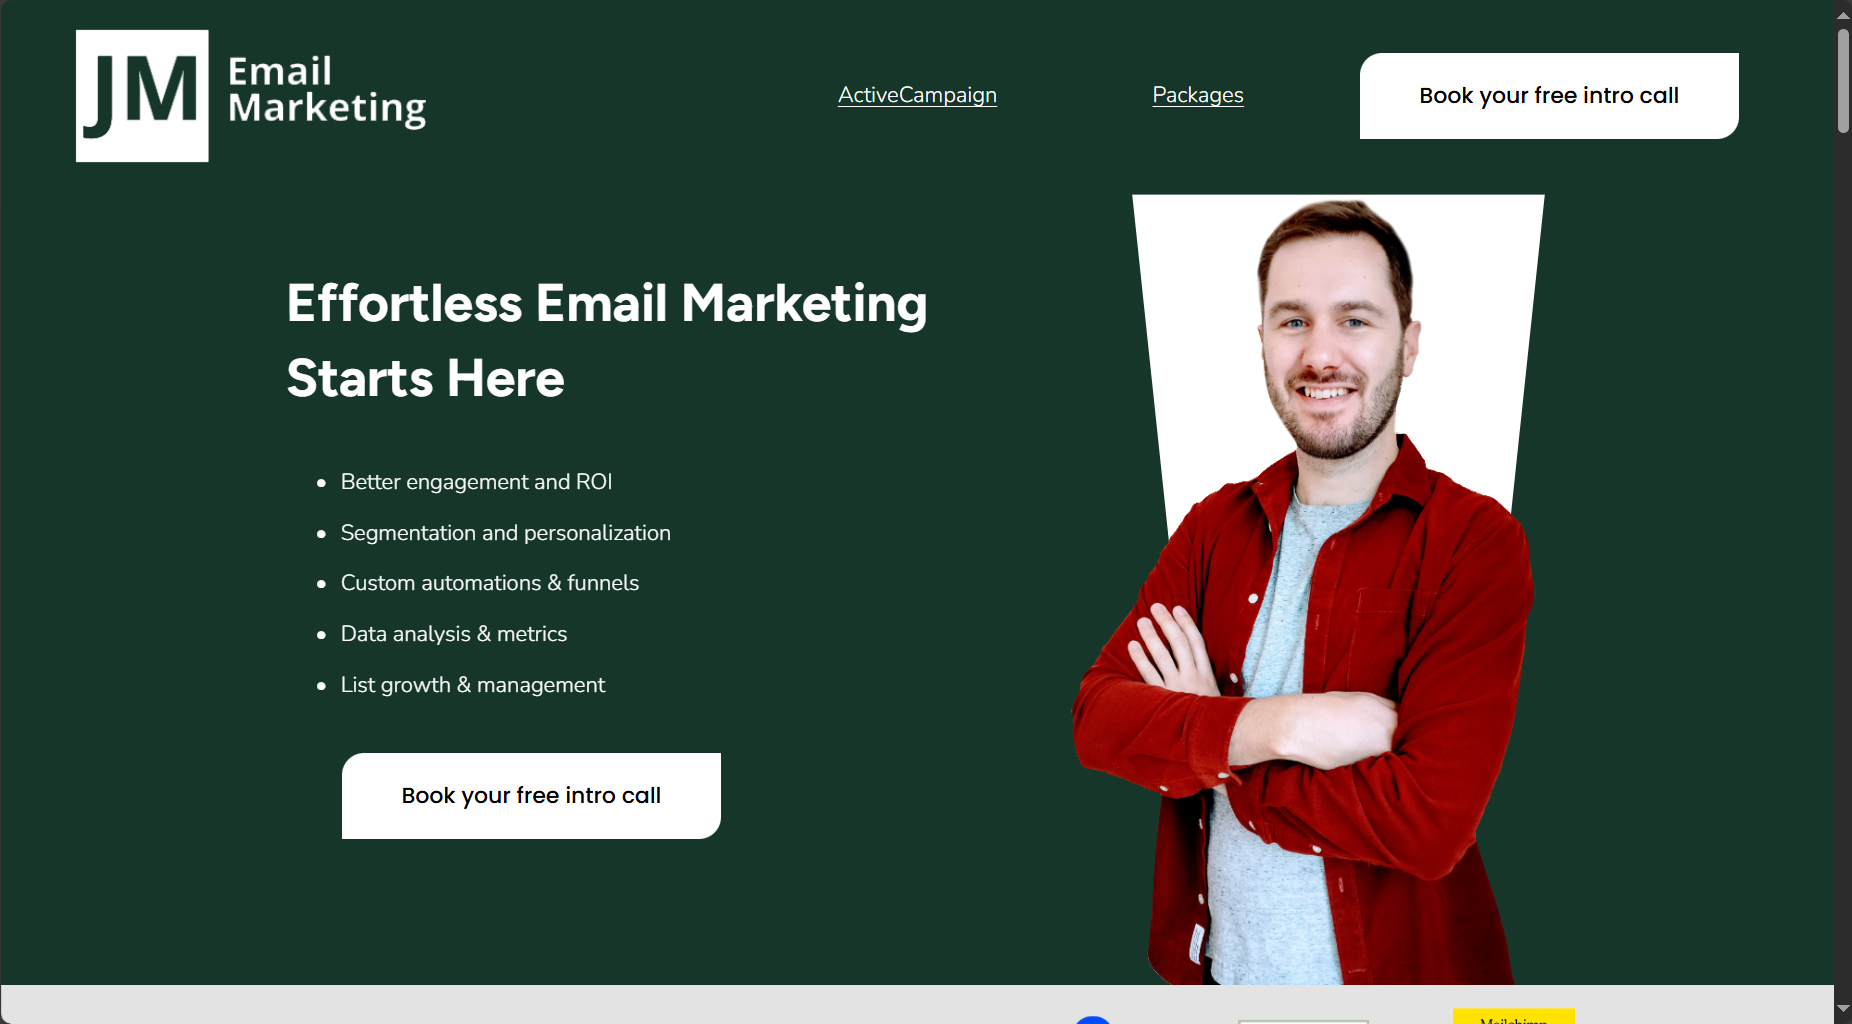 JM
Email
Marketing
ActiveCampaign
Packages
Book your free intro call
Effortless Email Marketing
Starts Here
• Better engagement and ROI
• Segmentation and personalization
• Custom automations & funnels
• Data analysis & metrics
• List growth & management
Book your free intro call